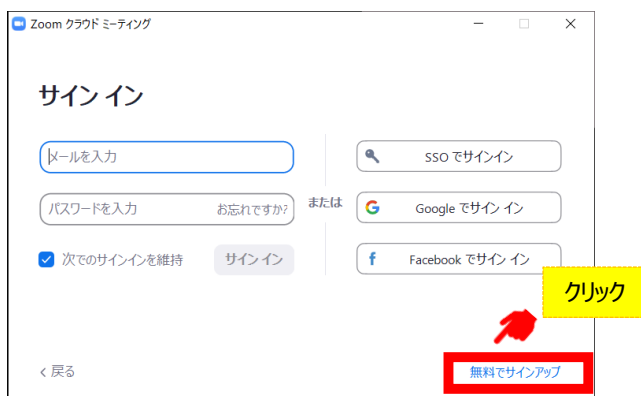 Zoom クラウド ミーティング
サイン イン
メールを入力
パスワードを入力 お忘れですか?
次でのサインインを維持 サイン イン
または
SSO でサインイン
Google でサイン イン
Facebook でサイン イン
クリック
< 戻る
無料でサインアップ